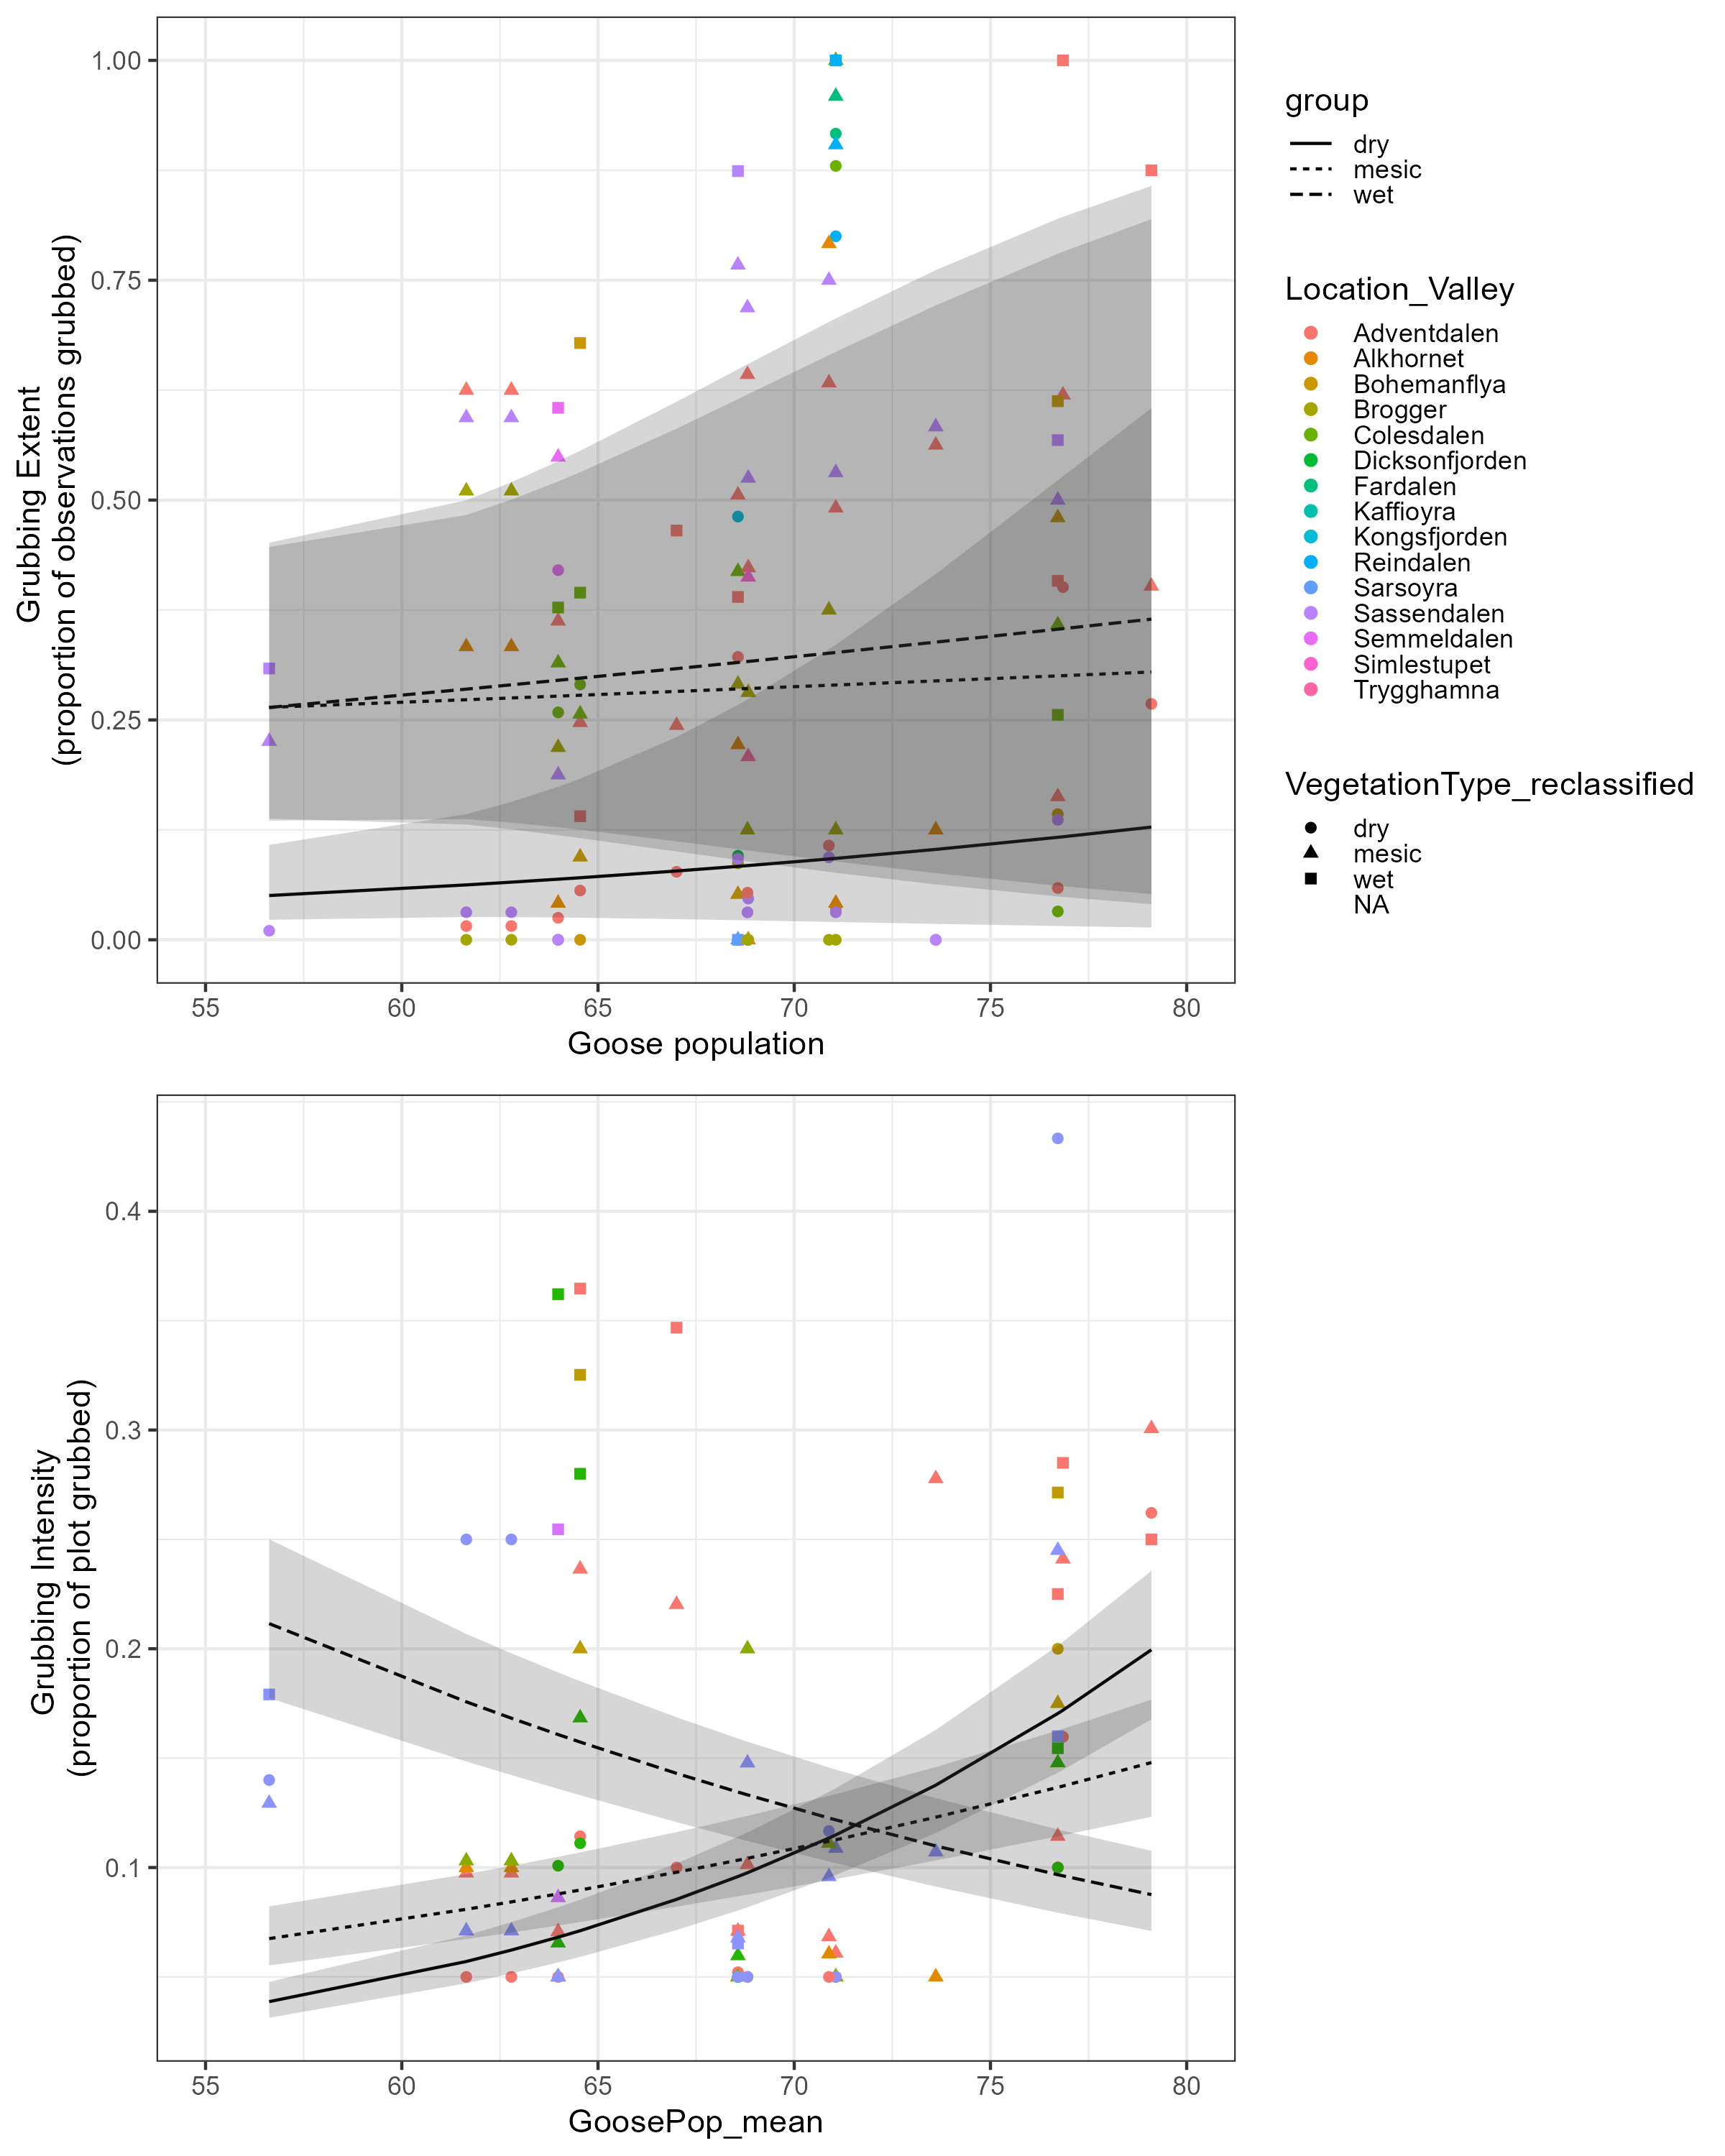 1.00
0.75
0.50
0.25
0.00
Grubbing Extent
(proportion of observations grubbed)
55 60 65 70 75 80
Goose population
group
dry
mesic
wet
Location_Valley
Adventdalen
Alkhornet
Bohemanflya
Brogger
Colesdalen
Dicksonfjorden
Fardalen
Kaffioyra
Kongsfjorden
Reindalen
Sarsoyra
Sassendalen
Semmeldalen
Simlestupet
Trygghamna
VegetationType_reclassified
dry
mesic
wet
NA
0.4
0.3
0.2
0.1
Grubbing Intensity
(proportion of plot grubbed)
55 60 65 70 75 80
GoosePop_mean